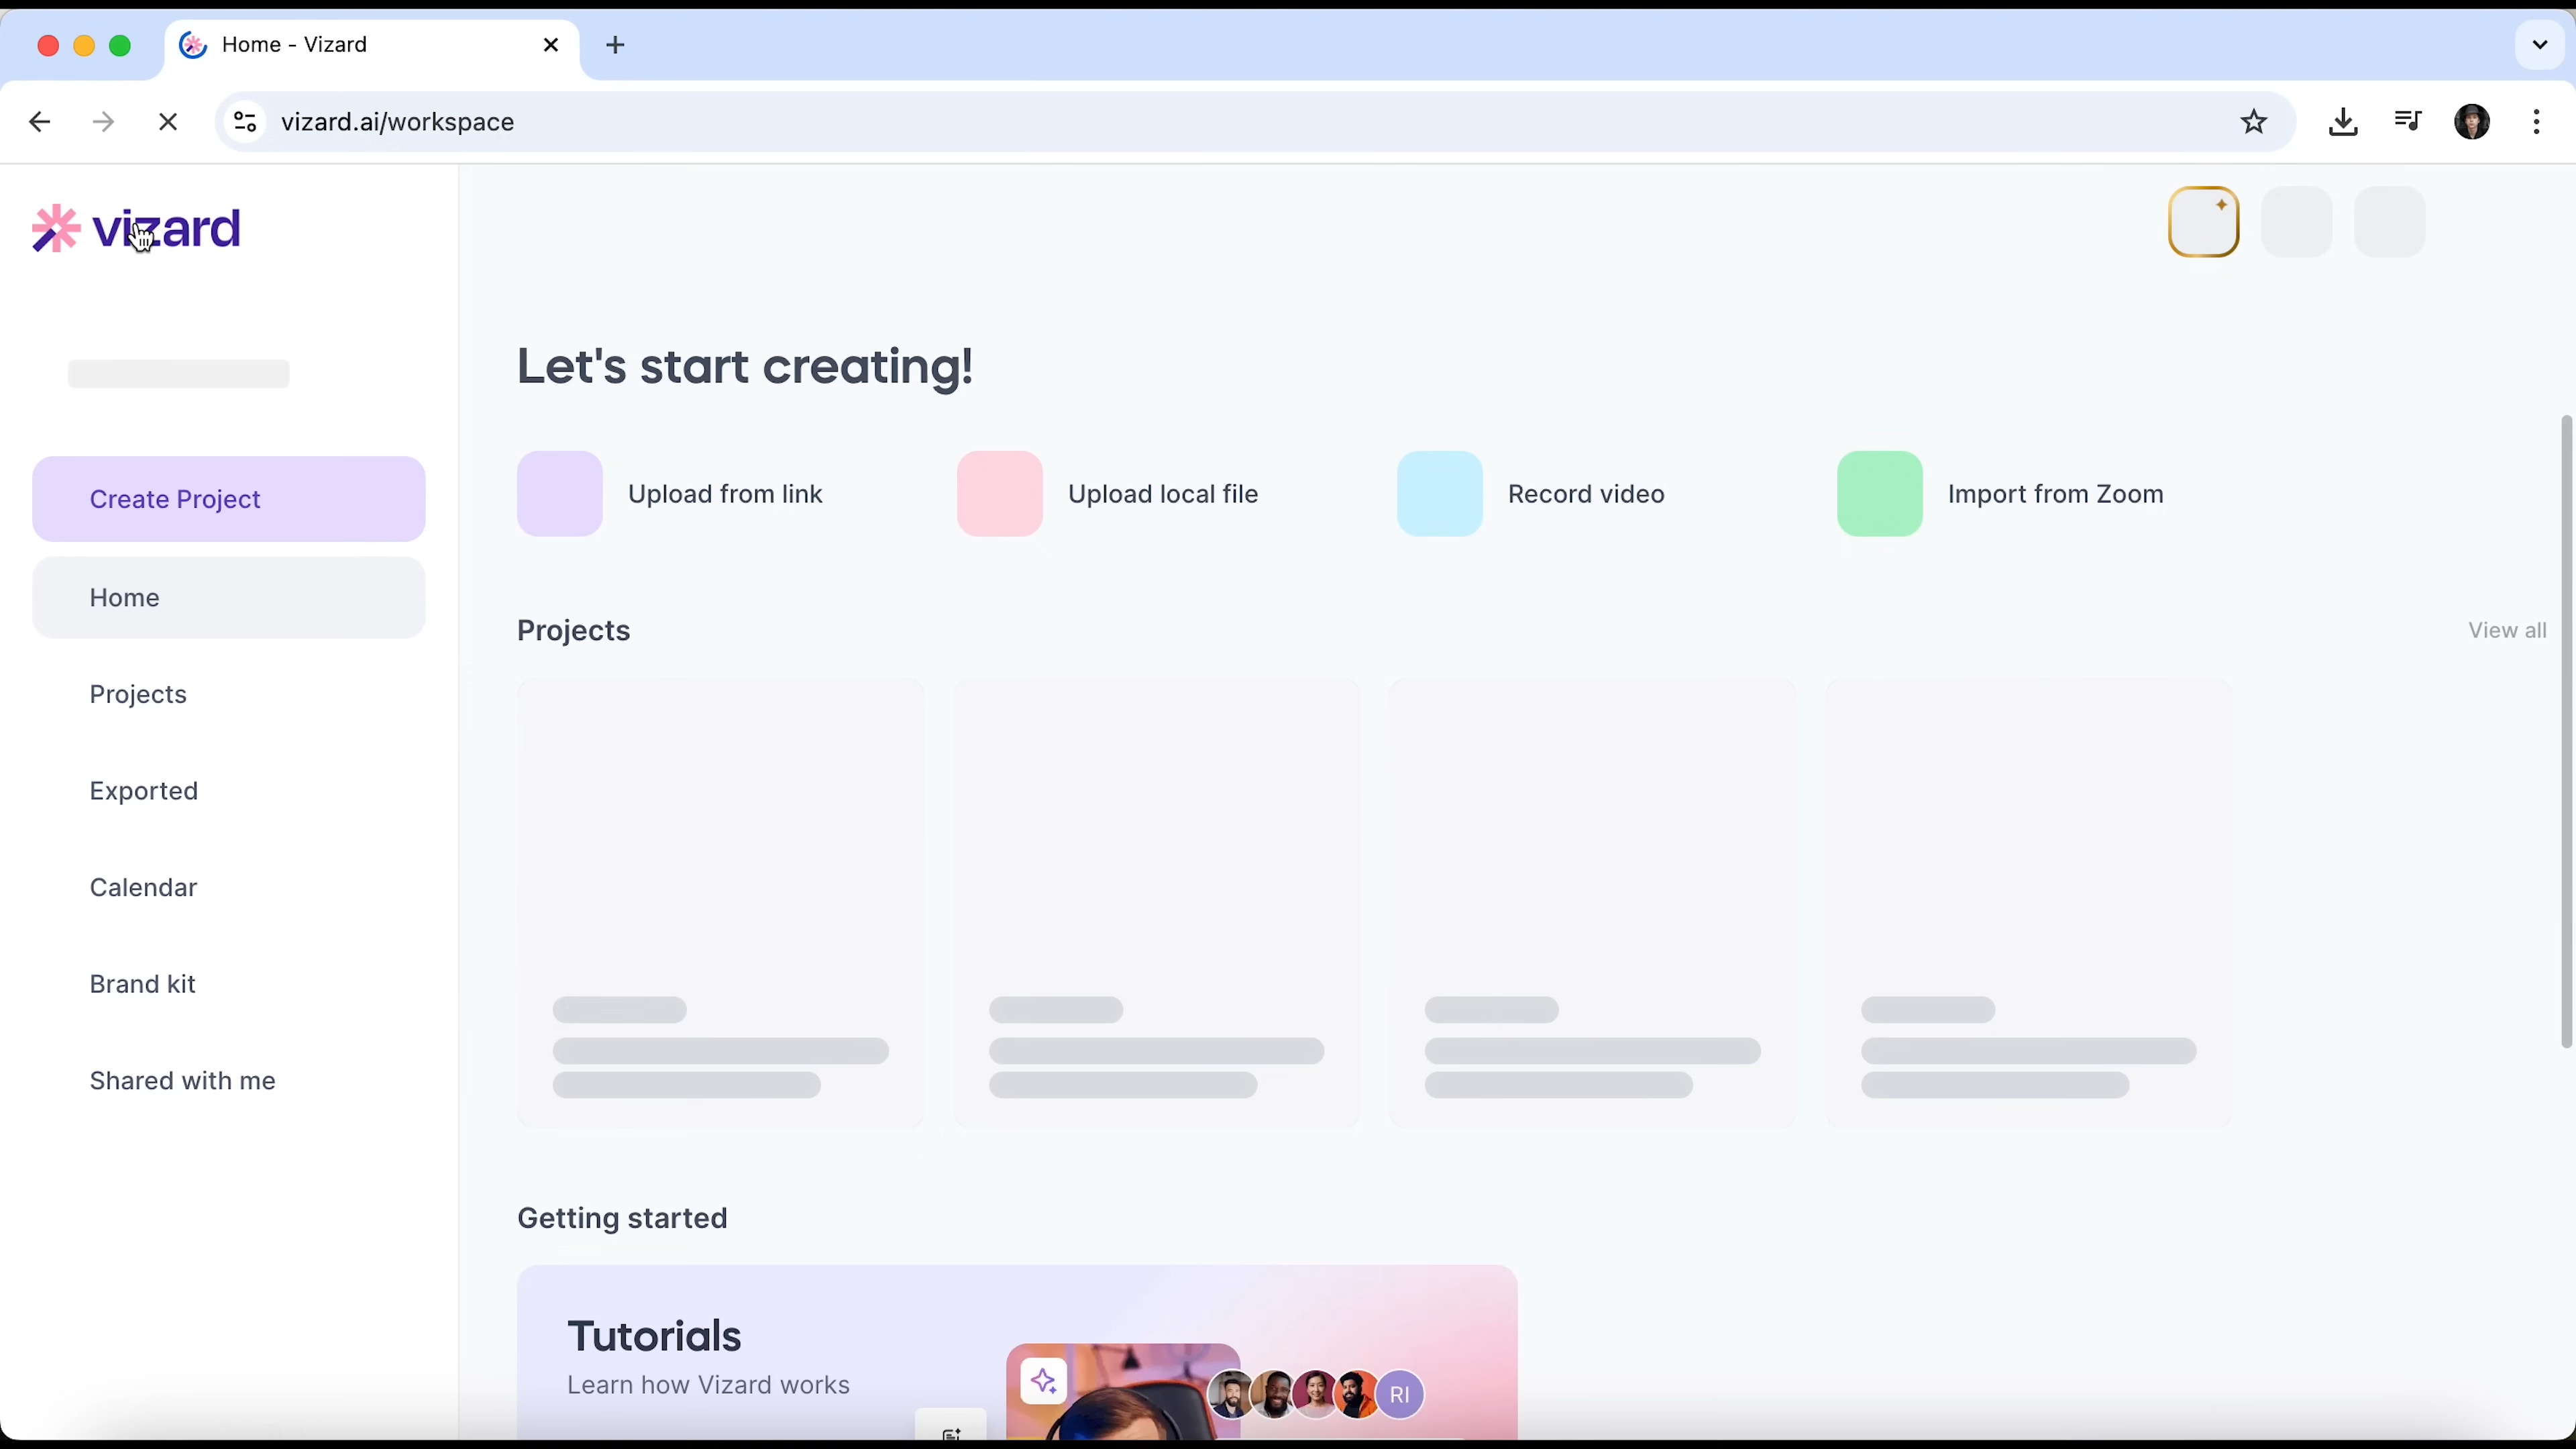 Home - Vizard
vizard.ai/workspace
vizard
Let's start creating!
Create Project
Upload from link
Upload local file
Record video
Import from Zoom
Home
Projects
View all
Projects
Exported
Calendar
Brand kit
Shared with me
Getting started
Tutorials
Learn how Vizard works
RI